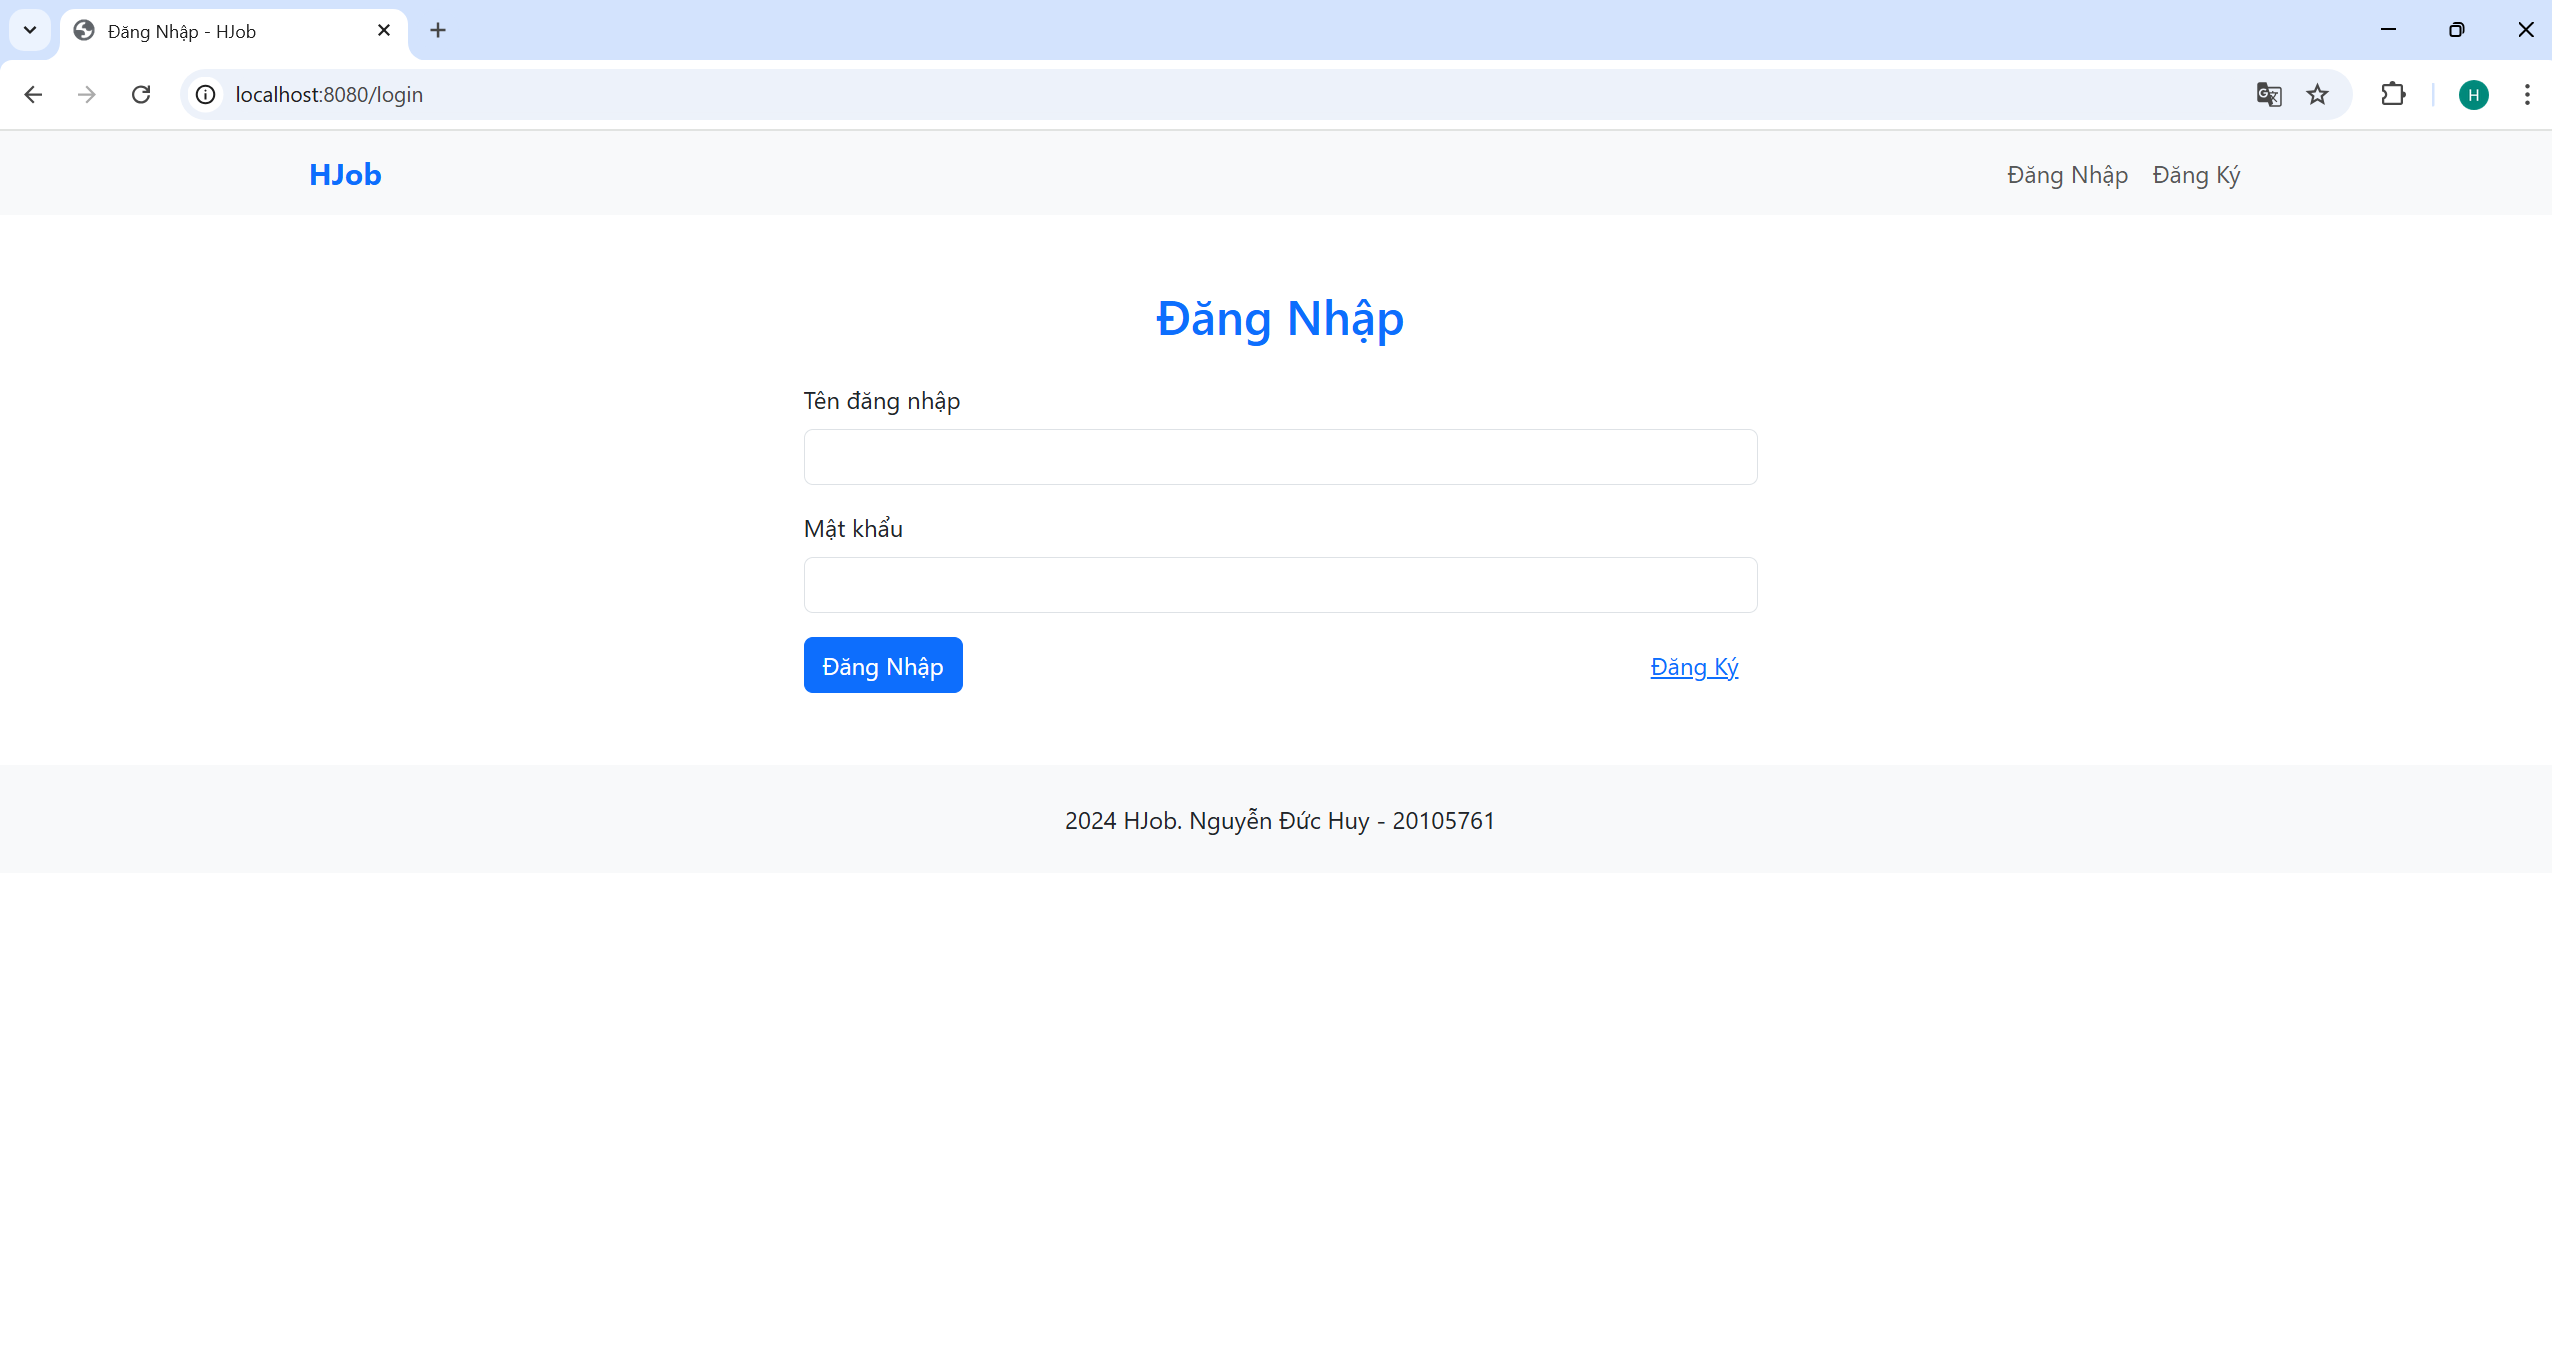 Đăng Nhập - HJob
localhost:8080/login
H
HJob
Đăng Nhập Đăng Ký
Đăng Nhập
Tên đăng nhập
Mật khẩu
Đăng Nhập Đăng Ký
2024 HJob. Nguyễn Đức Huy - 20105761